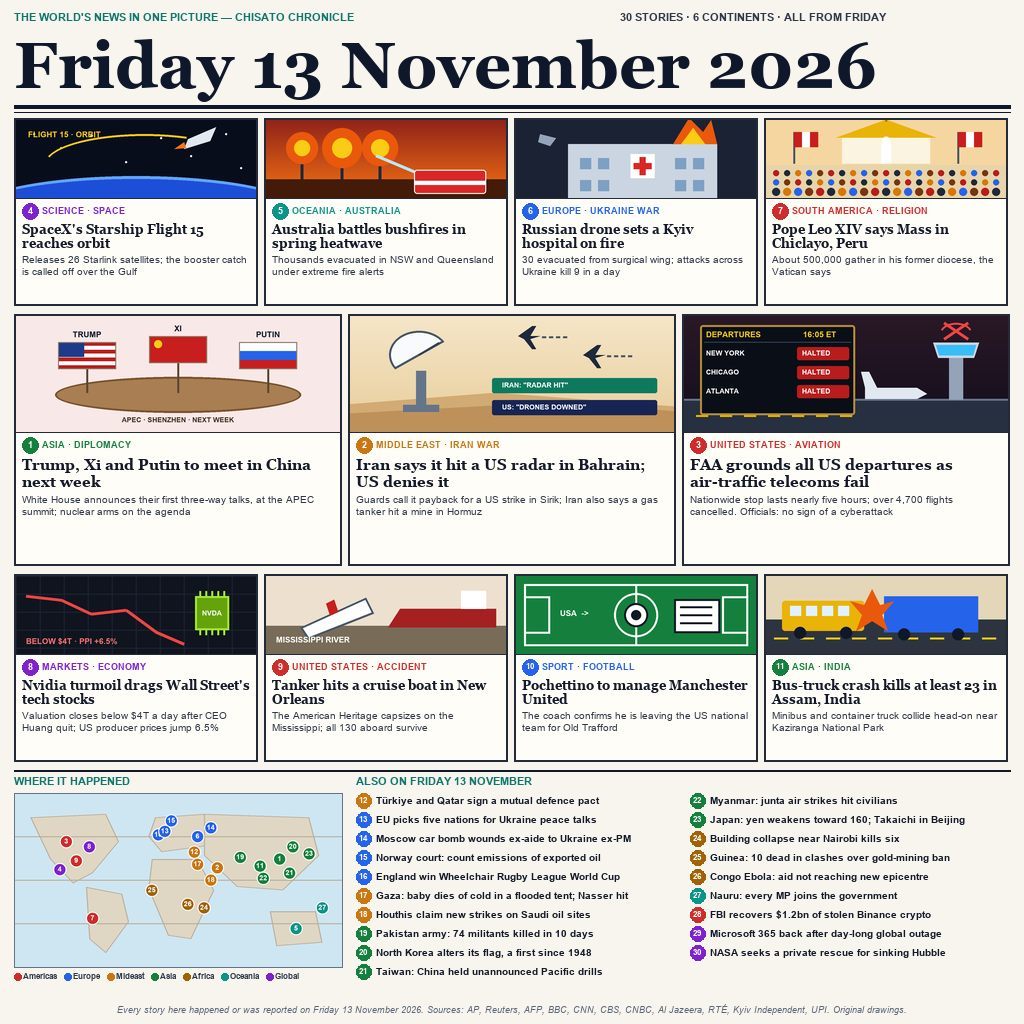 THE WORLD'S NEWS IN ONE PICTURE — CHISATO CHRONICLE
30 STORIES · 6 CONTINENTS · ALL FROM FRIDAY
Friday 13 November 2026
FLIGHT 15 · ORBIT
4 SCIENCE · SPACE
SpaceX's Starship Flight 15
reaches orbit
Releases 26 Starlink satellites; the booster catch
is called off over the Gulf
5 OCEANIA · AUSTRALIA
Australia battles bushfires in
spring heatwave
Thousands evacuated in NSW and Queensland
under extreme fire alerts
6 EUROPE · UKRAINE WAR
Russian drone sets a Kyiv
hospital on fire
30 evacuated from surgical wing; attacks across
Ukraine kill 9 in a day
7 SOUTH AMERICA · RELIGION
Pope Leo XIV says Mass in
Chiclayo, Peru
About 500,000 gather in his former diocese, the
Vatican says
TRUMP
XI
PUTIN
APEC · SHENZHEN · NEXT WEEK
1 ASIA · DIPLOMACY
Trump, Xi and Putin to meet in China
next week
White House announces their first three-way talks, at the APEC
summit; nuclear arms on the agenda
IRAN: "RADAR HIT"
US: "DRONES DOWNED"
2 MIDDLE EAST · IRAN WAR
Iran says it hit a US radar in Bahrain;
US denies it
Guards call it payback for a US strike in Sirik; Iran also says a gas
tanker hit a mine in Hormuz
DEPARTURES 16:05 ET
NEW YORK HALTED
CHICAGO HALTED
ATLANTA HALTED
3 UNITED STATES · AVIATION
FAA grounds all US departures as
air-traffic telecoms fail
Nationwide stop lasts nearly five hours; over 4,700 flights
cancelled. Officials: no sign of a cyberattack
NVDA
BELOW $4T · PPI +6.5%
8 MARKETS · ECONOMY
Nvidia turmoil drags Wall Street's
tech stocks
Valuation closes below $4T a day after CEO
Huang quit; US producer prices jump 6.5%
MISSISSIPPI RIVER
9 UNITED STATES · ACCIDENT
Tanker hits a cruise boat in New
Orleans
The American Heritage capsizes on the
Mississippi; all 130 aboard survive
USA ->
10 SPORT · FOOTBALL
Pochettino to manage Manchester
United
The coach confirms he is leaving the US national
team for Old Trafford
11 ASIA · INDIA
Bus-truck crash kills at least 23 in
Assam, India
Minibus and container truck collide head-on near
Kaziranga National Park
WHERE IT HAPPENED
3
8
9
4
7
15
13
14
6
12
17
2
18
25
26
24
19
11
1
20
23
22
21
27
5
Americas Europe Mideast Asia Africa Oceania Global
ALSO ON FRIDAY 13 NOVEMBER
12 Türkiye and Qatar sign a mutual defence pact
13 EU picks five nations for Ukraine peace talks
14 Moscow car bomb wounds ex-aide to Ukraine ex-PM
15 Norway court: count emissions of exported oil
16 England win Wheelchair Rugby League World Cup
17 Gaza: baby dies of cold in a flooded tent; Nasser hit
18 Houthis claim new strikes on Saudi oil sites
19 Pakistan army: 74 militants killed in 10 days
20 North Korea alters its flag, a first since 1948
21 Taiwan: China held unannounced Pacific drills
22 Myanmar: junta air strikes hit civilians
23 Japan: yen weakens toward 160; Takaichi in Beijing
24 Building collapse near Nairobi kills six
25 Guinea: 10 dead in clashes over gold-mining ban
26 Congo Ebola: aid not reaching new epicentre
27 Nauru: every MP joins the government
28 FBI recovers $1.2bn of stolen Binance crypto
29 Microsoft 365 back after day-long global outage
30 NASA seeks a private rescue for sinking Hubble
Every story here happened or was reported on Friday 13 November 2026. Sources: AP, Reuters, AFP, BBC, CNN, CBS, CNBC, Al Jazeera, RTÉ, Kyiv Independent, UPI. Original drawings.